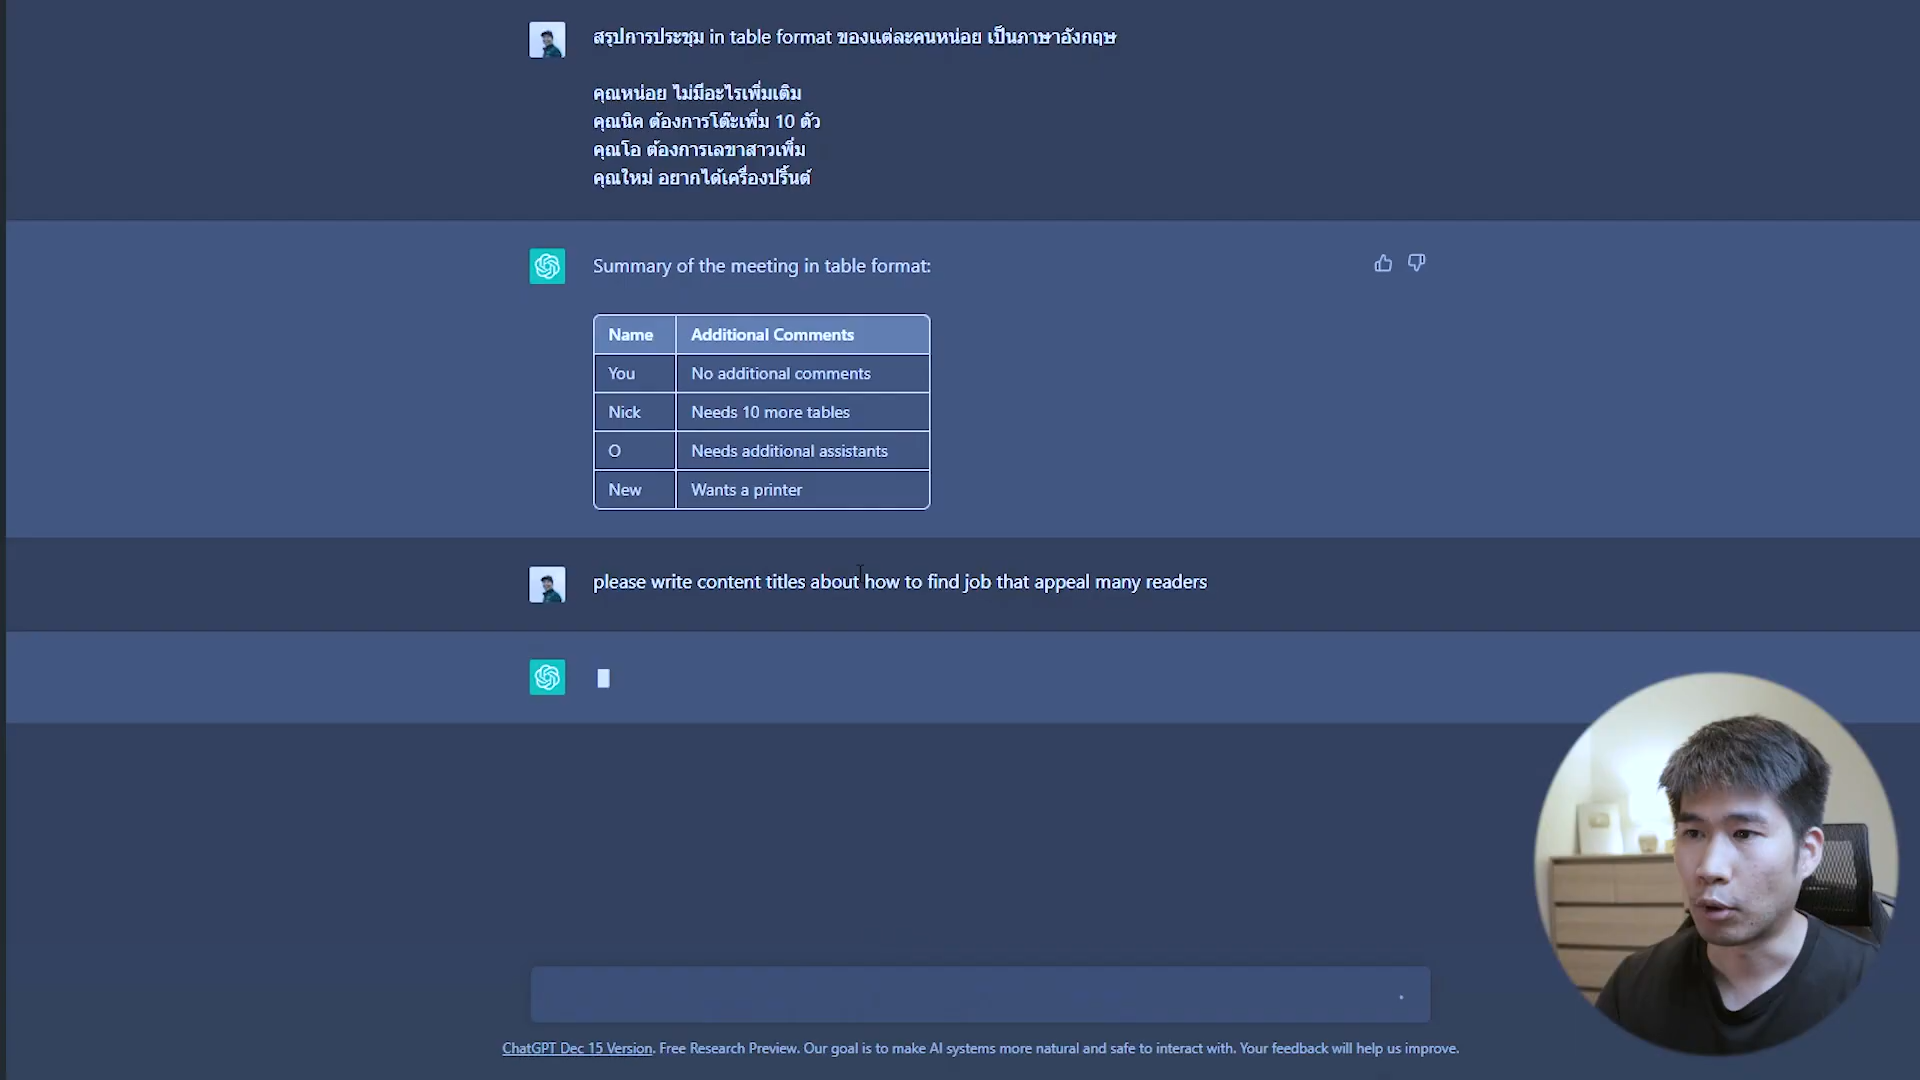 สรุปการประชุม in table format ของแต่ละคนหน่อย เป็นภาษาอังกฤษ
คุณหน่อย ไม่มีอะไรเพิ่มเติม
คุณนิค ต้องการโต๊ะเพิ่ม 10 ตัว
คุณโอ ต้องการเลขาสาวเพิ่ม
คุณใหม่ อยากได้เครื่องปริ้นต์
Summary of the meeting in table format:
Name Additional Comments
You No additional comments
Nick Needs 10 more tables
O Needs additional assistants
New Wants a printer
please write content titles about how to find job that appeal many readers
ChatGPT Dec 15 Version. Free Research Preview. Our goal is to make AI systems more natural and safe to interact with. Your feedback will help us improve.